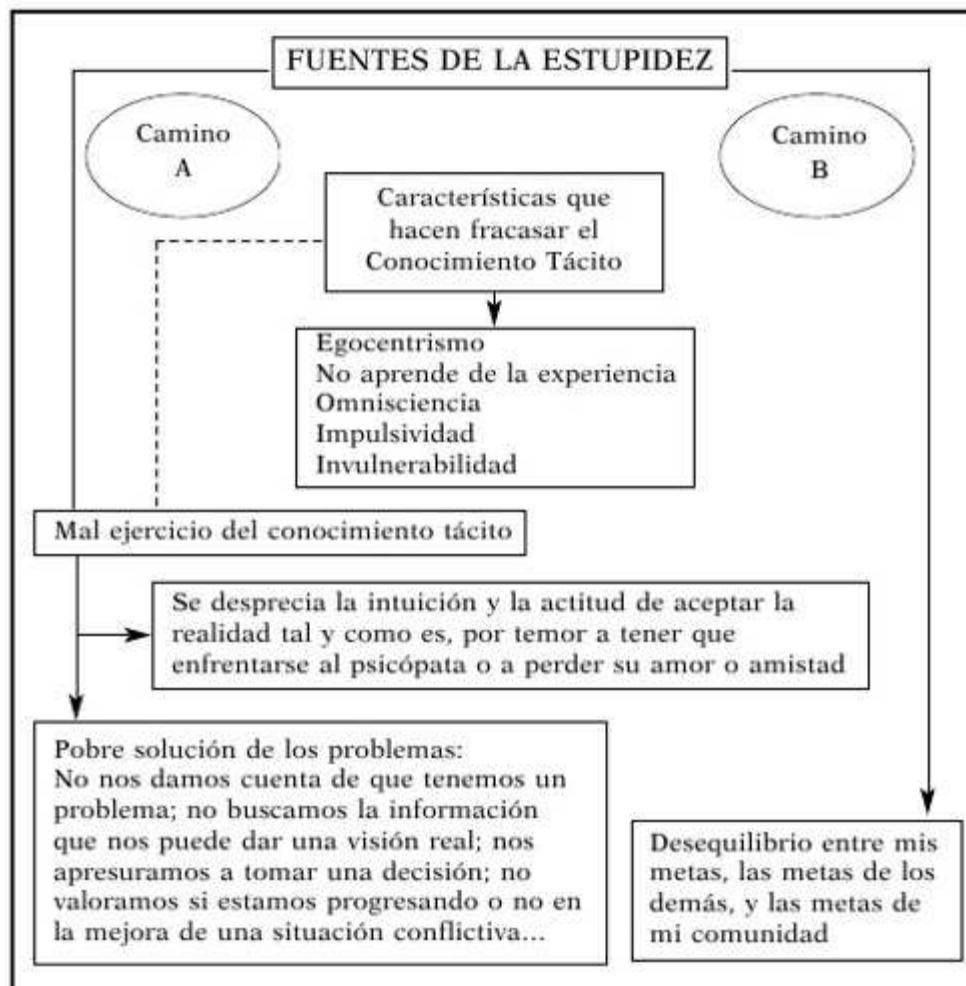 FUENTES DE LA ESTUPIDEZ
Camino
A
Camino
B
Características que
hacen fracasar el
Conocimiento Tácito
Egocentrismo
No aprende de la experiencia
Omnisciencia
Impulsividad
Invulnerabilidad
Mal ejercicio del conocimiento tácito
Se desprecia la intuición y la actitud de aceptar la
realidad tal y como es, por temor a tener que
enfrentarse al psicópata o a perder su amor o amistad
Pobre solución de los problemas:
No nos damos cuenta de que tenemos un
problema; no buscamos la información
que nos puede dar una visión real; nos
apresuramos a tomar una decisión; no
valoramos si estamos progresando o no en
la mejora de una situación conflictiva...
Desequilibrio entre mis
metas, las metas de los
demás, y las metas de
mi comunidad